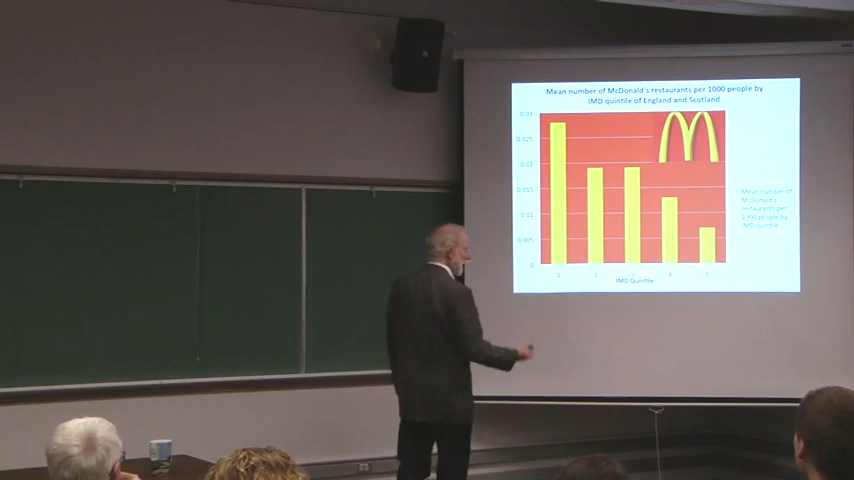 Mean number of McDonald's restaurants per 1000 people by
IMD quintile of England and Scotland
0.03
0.025
0.02
0.015
0.01
0.005
0
1 2 3 4 5
IMD Quintile
Mean number of
McDonald's
restaurants per
1000 people by
IMD quintile